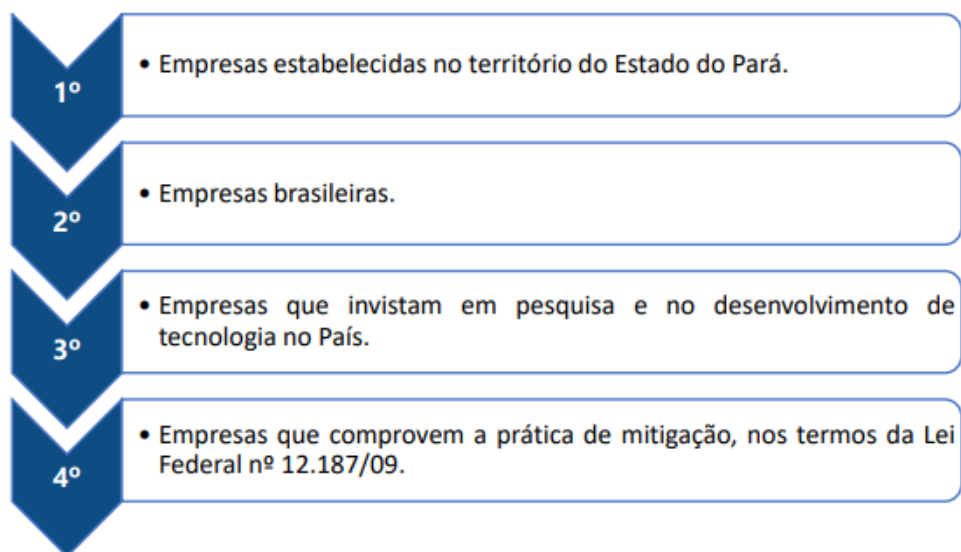 1º
• Empresas estabelecidas no território do Estado do Pará.
2º
• Empresas brasileiras.
3º
• Empresas que invistam em pesquisa e no desenvolvimento de
tecnologia no País.
4º
• Empresas que comprovem a prática de mitigação, nos termos da Lei
Federal nº 12.187/09.